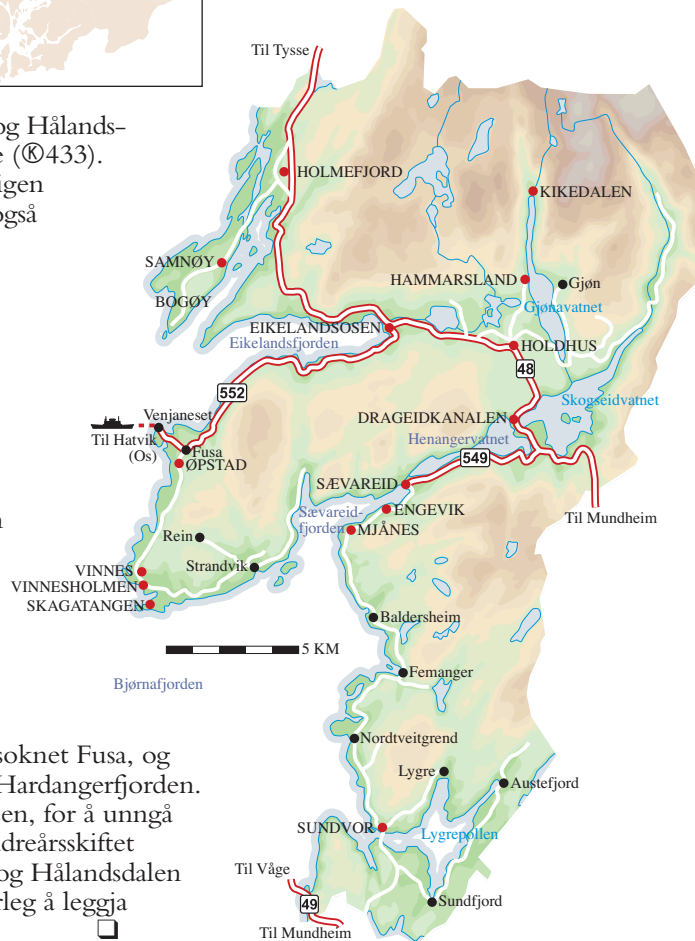 og Hålands-
e (Ⓚ433).
igen
også
n
soknet Fusa, og
Hardangerfjorden.
sen, for å unngå
dreårsskiftet
og Hålandsdalen
rleg å leggja
Til Tysse
HOLMEFJORD
KIKEDALEN
SAMNØY
HAMMARSLAND
Gjøn
BOGØY
Gjønavatnet
EIKELANDSOSEN
Eikelandsfjorden
HOLDHUS
48
552
Skogseidvatnet
Venjaneset
DRAGEIDKANALEN
Til Hatvik
(Os)
Fusa
Henangervatnet
ØPSTAD
549
SÆVAREID
ENGEVIK
Sævareid-
fjorden
Til Mundheim
MJÅNES
Rein
Strandvik
VINNES
VINNESHOLMEN
SKAGATANGEN
Baldersheim
5 KM
Femanger
Bjørnafjorden
Nordtveitgrend
Lygre
Austefjord
SUNDVOR
Lygrepollen
Til Våge
49
Sundfjord
Til Mundheim